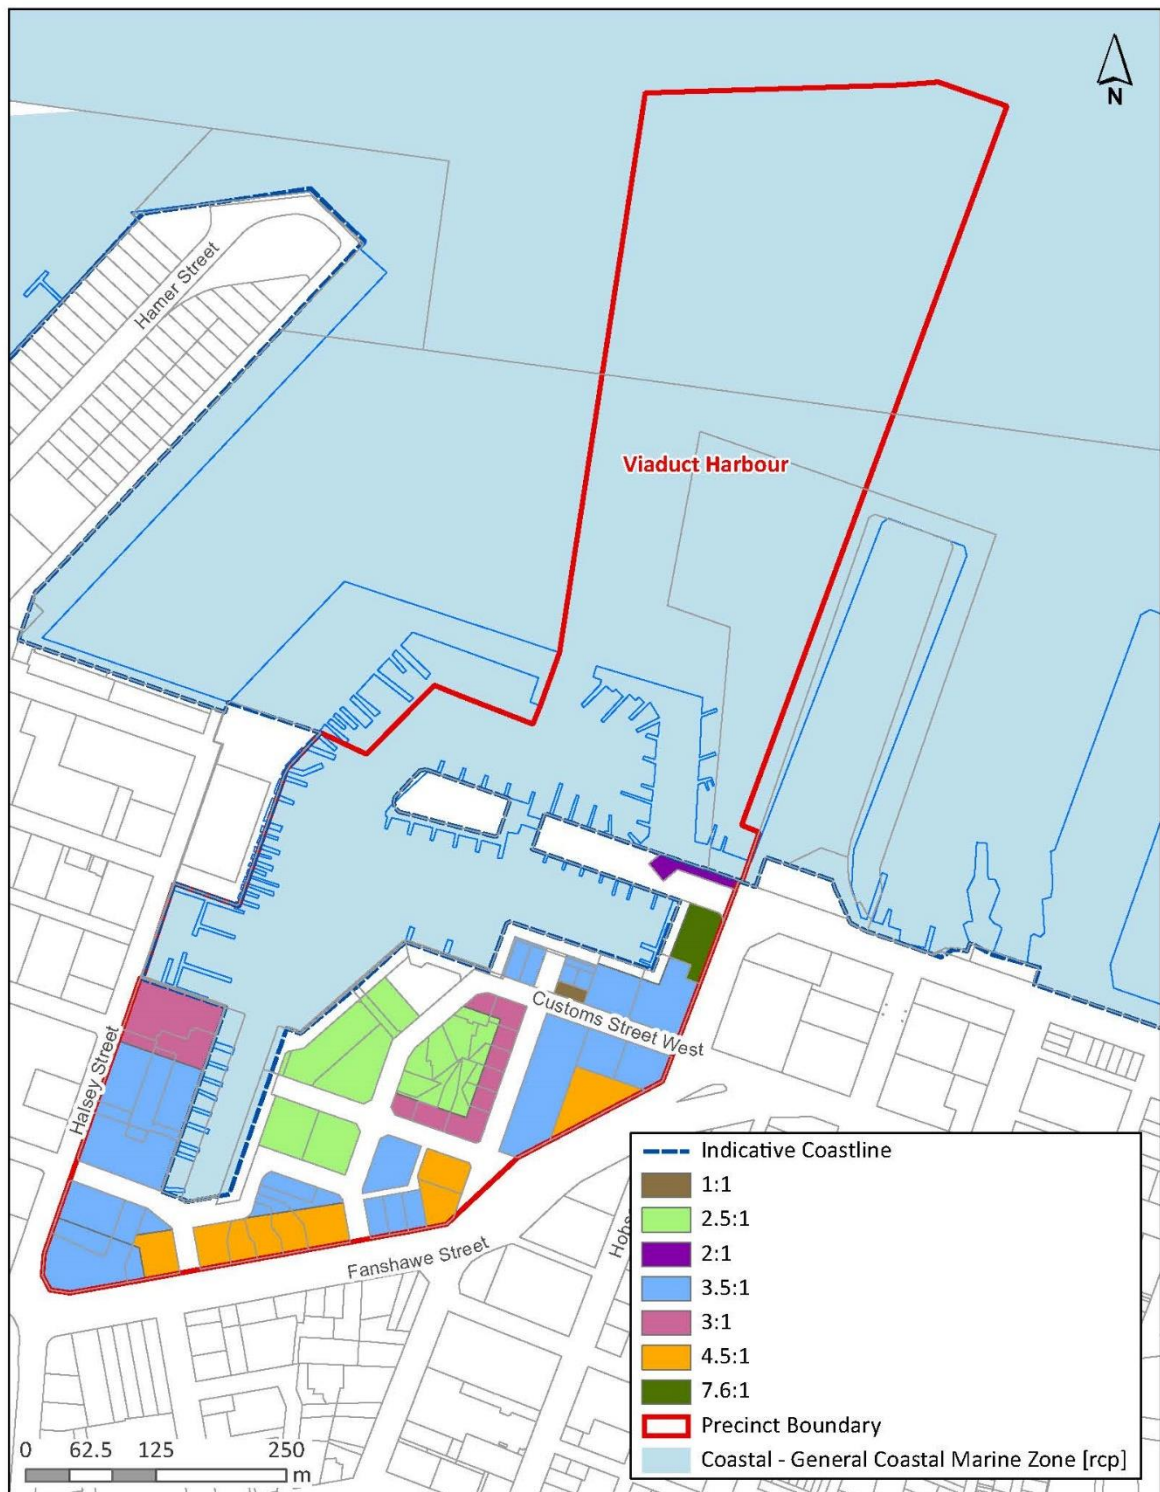 N
Hamer Street
Viaduct Harbour
Customs Street West
Halsey Street
Fanshawe Street
Indicative Coastline
1:1
2.5:1
2:1
3.5:1
3:1
4.5:1
7.6:1
Precinct Boundary
Coastal - General Coastal Marine Zone [rcp]
0 62.5 125 250
m